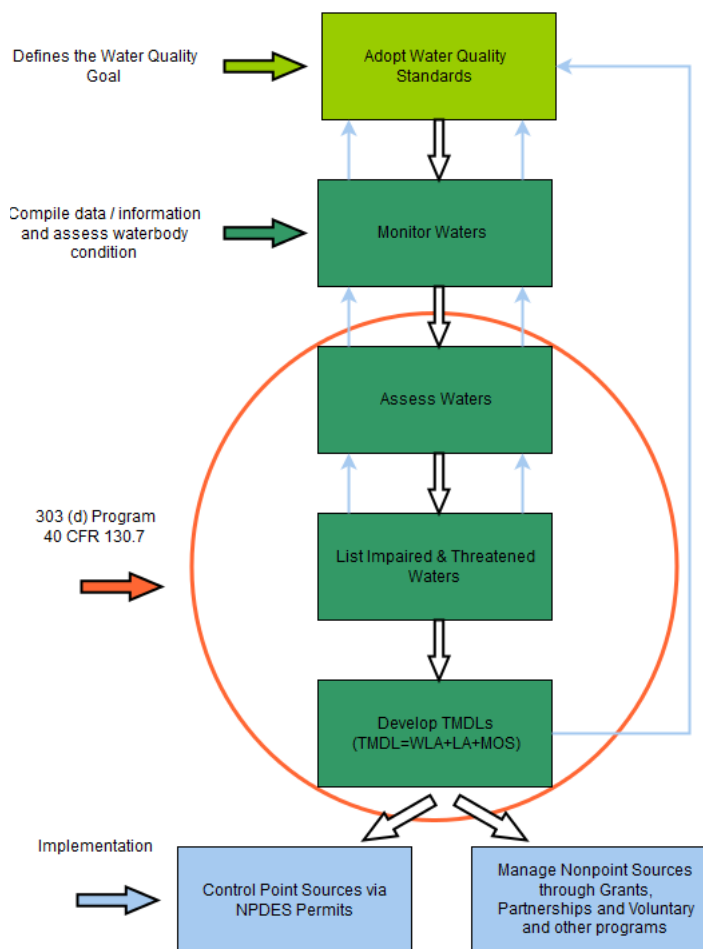 Defines the Water Quality
Goal
Adopt Water Quality
Standards
Compile data / information
and assess waterbody
condition
Monitor Waters
Assess Waters
303 (d) Program
40 CFR 130.7
List Impaired & Threatened
Waters
Develop TMDLs
(TMDL=WLA+LA+MOS)
Implementation
Control Point Sources via
NPDES Permits
Manage Nonpoint Sources
through Grants,
Partnerships and Voluntary
and other programs